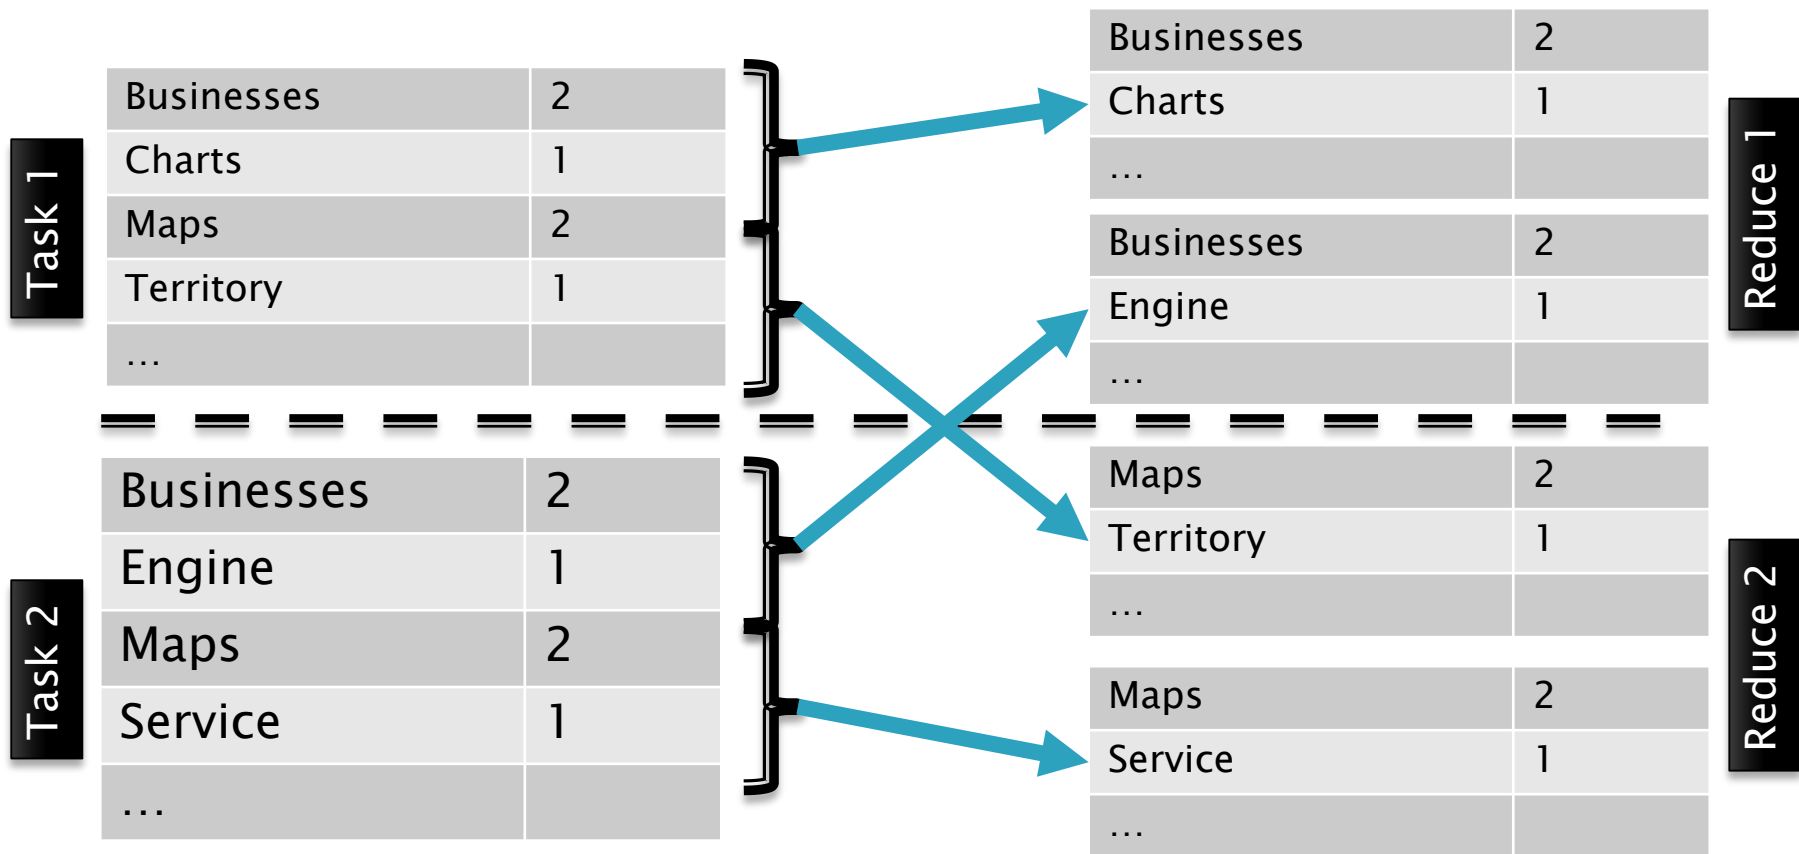 Task 1
Businesses 2
Charts 1
Maps 2
Territory 1
...
Task 2
Businesses 2
Engine 1
Maps 2
Service 1
...
Reduce 1
Businesses 2
Charts 1
...
Businesses 2
Engine 1
...
Reduce 2
Maps 2
Territory 1
...
Maps 2
Service 1
...